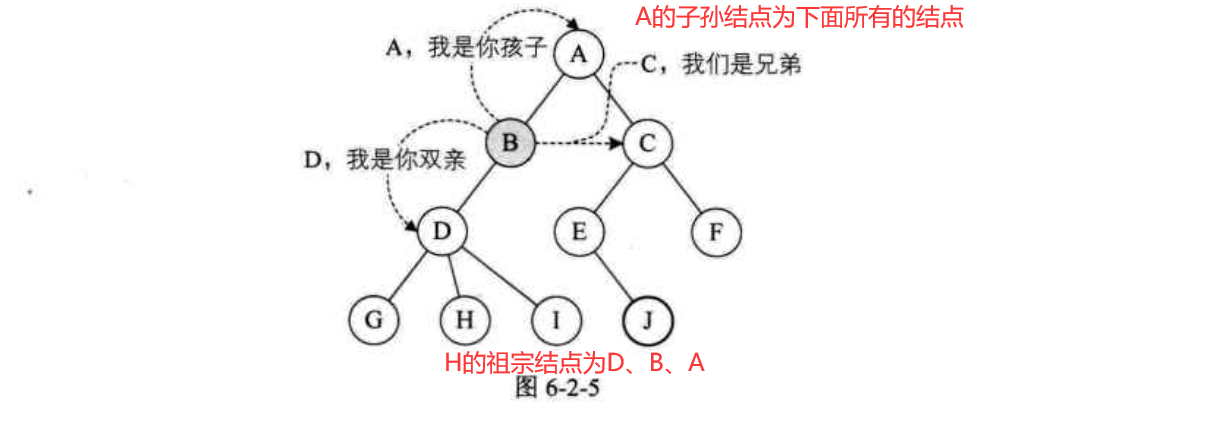 A的子孙结点为下面所有的结点
A，我是你孩子
A
C，我们是兄弟
B
C
D，我是你双亲
D
E
F
G
H
I
J
H的祖宗结点为D、B、A
图 6-2-5